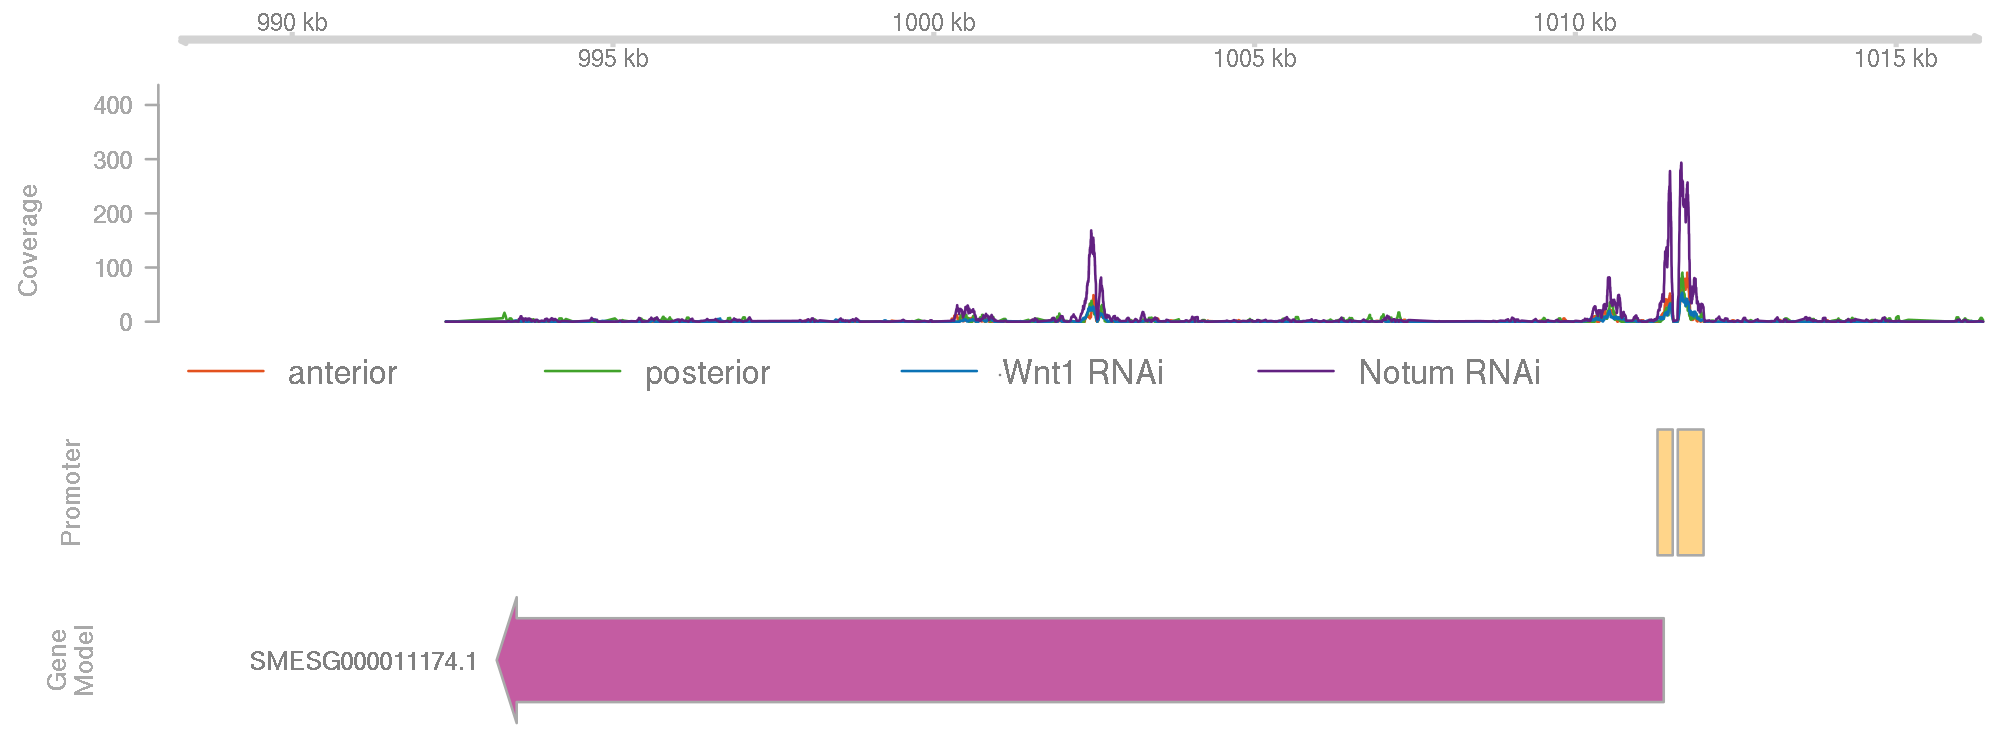 990 kb 1000 kb 1010 kb
995 kb 1005 kb 1015 kb
Coverage
400
300
200
100
0
anterior posterior Wnt1 RNAi Notum RNAi
Promoter
Gene
Model
SMESG000011174.1